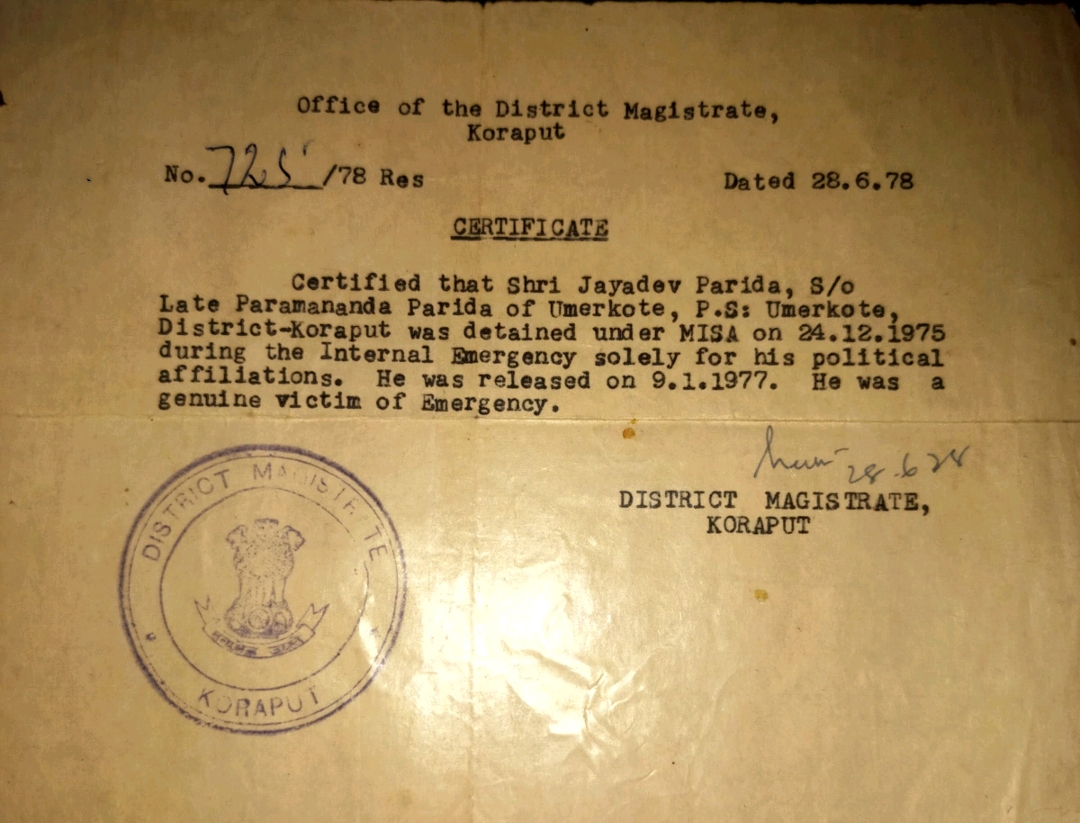 Office of the District Magistrate,
Koraput
No. 725 /78 Res Dated 28.6.78
CERTIFICATE
Certified that Shri Jayadev Parida, S/o
Late Paramananda Parida of Umerkote, P.S: Umerkote,
District-Koraput was detained under MISA on 24.12.1975
during the Internal Emergency solely for his political
affiliations. He was released on 9.1.1977. He was a
genuine victim of Emergency.
28.6.78
DISTRICT MAGISTRATE,
KORAPUT
DISTRICT MAGISTRATE
KORAPUT